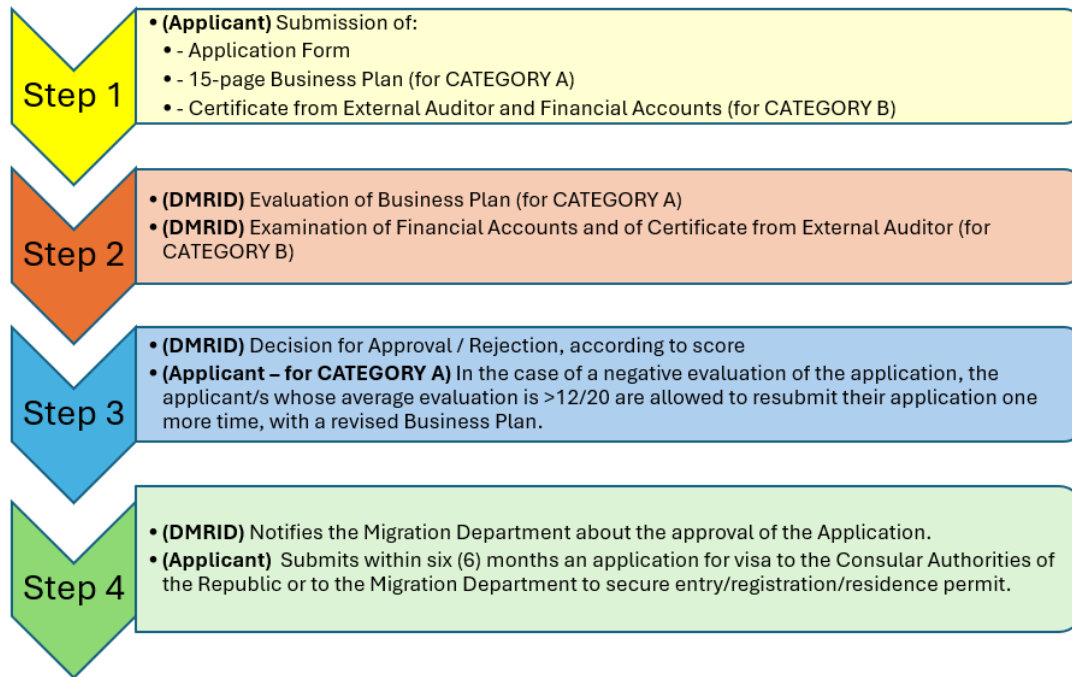 Step 1
• (Applicant) Submission of:
• - Application Form
• - 15-page Business Plan (for CATEGORY A)
• - Certificate from External Auditor and Financial Accounts (for CATEGORY B)
Step 2
• (DMRID) Evaluation of Business Plan (for CATEGORY A)
• (DMRID) Examination of Financial Accounts and of Certificate from External Auditor (for
CATEGORY B)
Step 3
• (DMRID) Decision for Approval / Rejection, according to score
• (Applicant – for CATEGORY A) In the case of a negative evaluation of the application, the
applicant/s whose average evaluation is >12/20 are allowed to resubmit their application one
more time, with a revised Business Plan.
Step 4
• (DMRID) Notifies the Migration Department about the approval of the Application.
• (Applicant) Submits within six (6) months an application for visa to the Consular Authorities of
the Republic or to the Migration Department to secure entry/registration/residence permit.